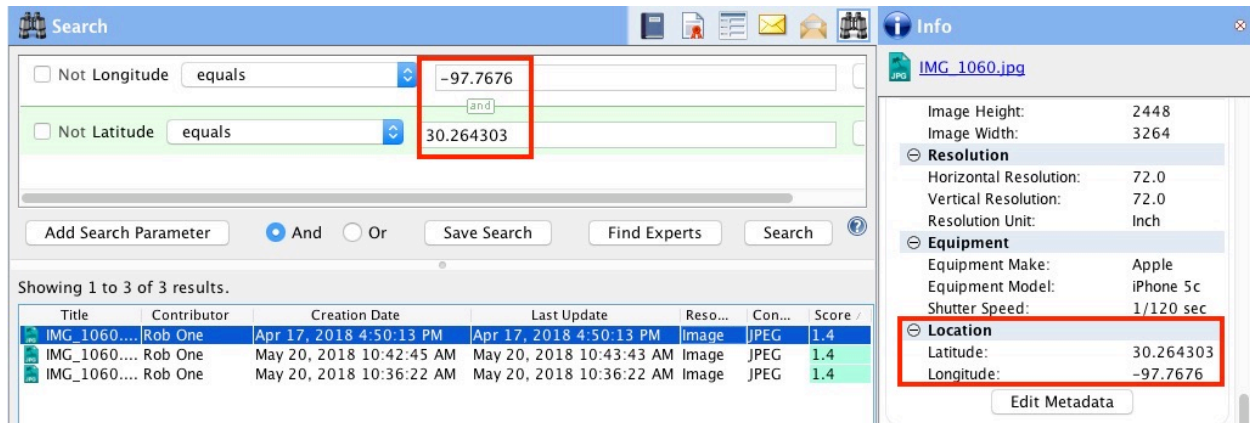 Search
Not Longitude equals -97.7676
and
Not Latitude equals 30.264303
Add Search Parameter And Or Save Search Find Experts Search
Showing 1 to 3 of 3 results.
Title Contributor Creation Date Last Update Reso... Con... Score
IMG_1060.... Rob One Apr 17, 2018 4:50:13 PM Apr 17, 2018 4:50:13 PM Image JPEG 1.4
IMG_1060.... Rob One May 20, 2018 10:42:45 AM May 20, 2018 10:43:43 AM Image JPEG 1.4
IMG_1060.... Rob One May 20, 2018 10:36:22 AM May 20, 2018 10:36:22 AM Image JPEG 1.4
Info
JPG IMG_1060.jpg
Image Height: 2448
Image Width: 3264
Resolution
Horizontal Resolution: 72.0
Vertical Resolution: 72.0
Resolution Unit: Inch
Equipment
Equipment Make: Apple
Equipment Model: iPhone 5c
Shutter Speed: 1/120 sec
Location
Latitude: 30.264303
Longitude: -97.7676
Edit Metadata